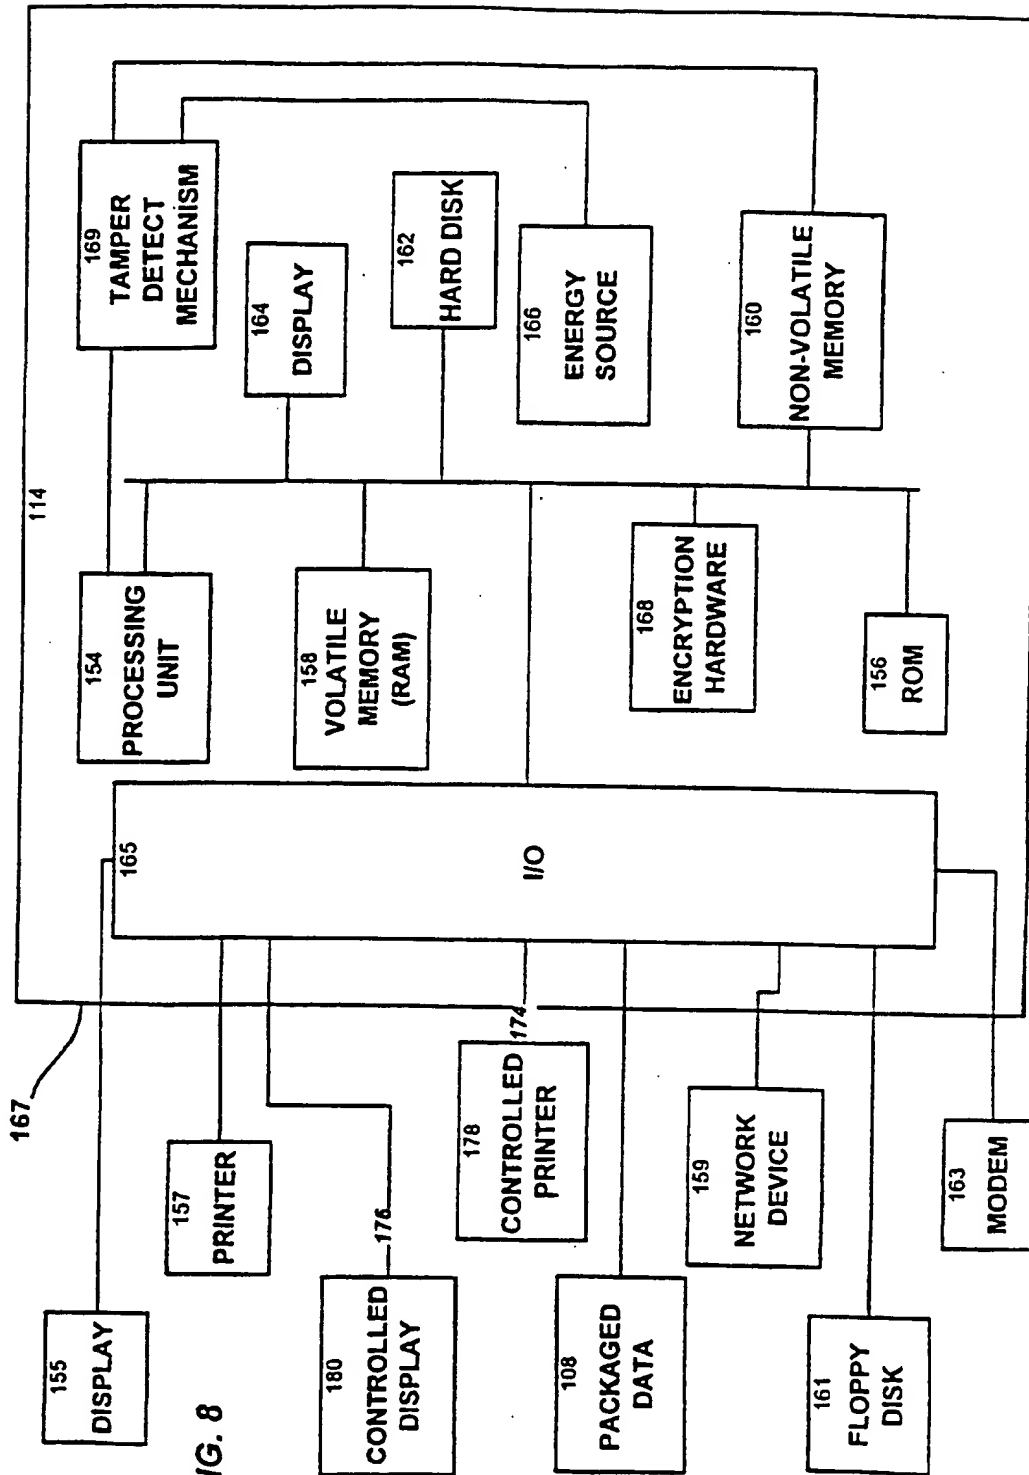 155
DISPLAY
157
PRINTER
167
IG. 8
180
CONTROLLED
DISPLAY
176
178
CONTROLLED
PRINTER
174
108
PACKAGED
DATA
159
NETWORK
DEVICE
161
FLOPPY
DISK
163
MODEM
165
I/O
114
154
PROCESSING
UNIT
158
VOLATILE
MEMORY
(RAM)
168
ENCRYPTION
HARDWARE
156
ROM
169
TAMPER
DETECT
MECHANISM
164
DISPLAY
162
HARD DISK
166
ENERGY
SOURCE
160
NON-VOLATILE
MEMORY